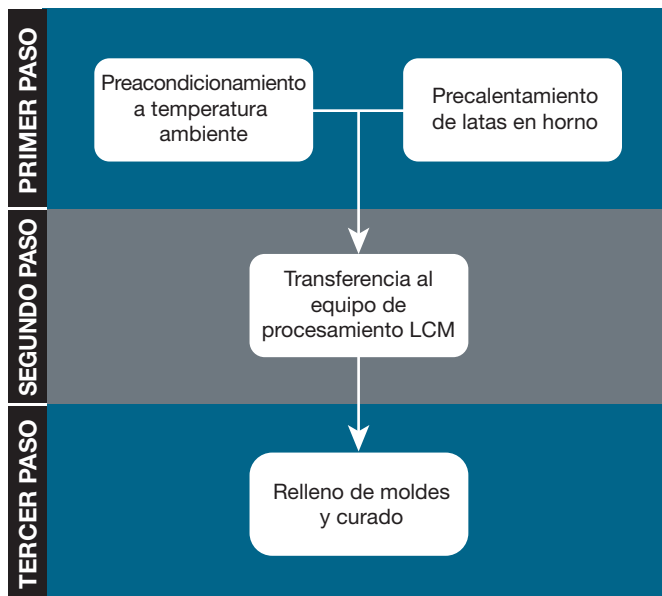 PRIMER PASO
Preacondicionamiento
a temperatura
ambiente
Precalentamiento
de latas en horno
SEGUNDO PASO
Transferencia al
equipo de
procesamiento LCM
TERCER PASO
Relleno de moldes
y curado